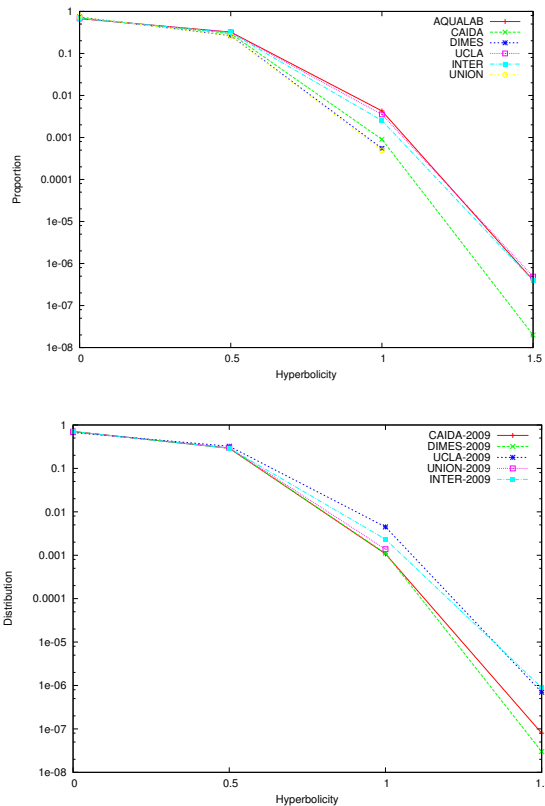 1
0.1
0.01
0.001
0.0001
1e-05
1e-06
1e-07
1e-08
0
0.5
1
1.5
Proportion
Hyperbolicity
AQUALAB
CAIDA
DIMES
UCLA
INTER
UNION
1
0.1
0.01
0.001
0.0001
1e-05
1e-06
1e-07
1e-08
0
0.5
1
1.
Distribution
Hyperbolicity
CAIDA-2009
DIMES-2009
UCLA-2009
UNION-2009
INTER-2009